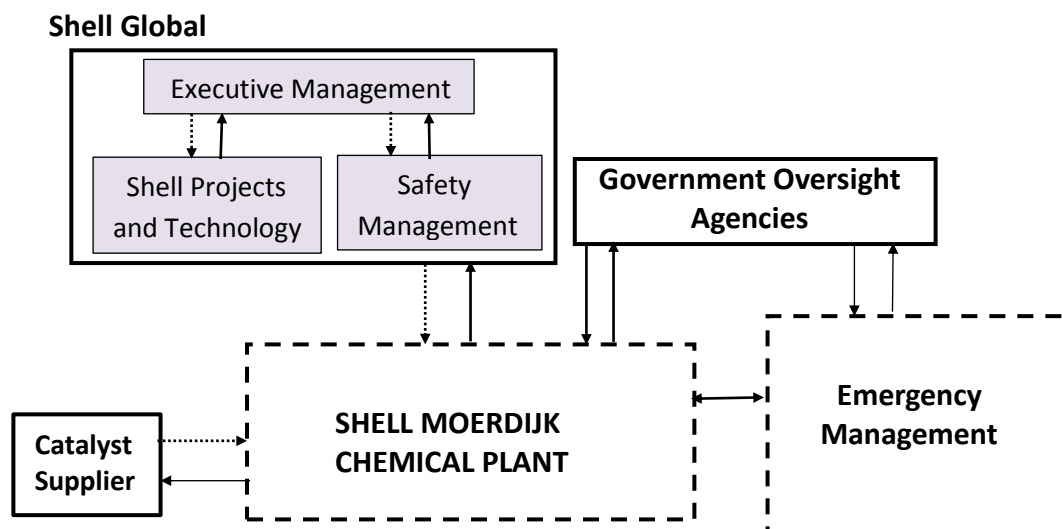 Shell Global
Executive Management
Shell Projects
and Technology
Safety
Management
Government Oversight
Agencies
SHELL MOERDIJK
CHEMICAL PLANT
Emergency
Management
Catalyst
Supplier